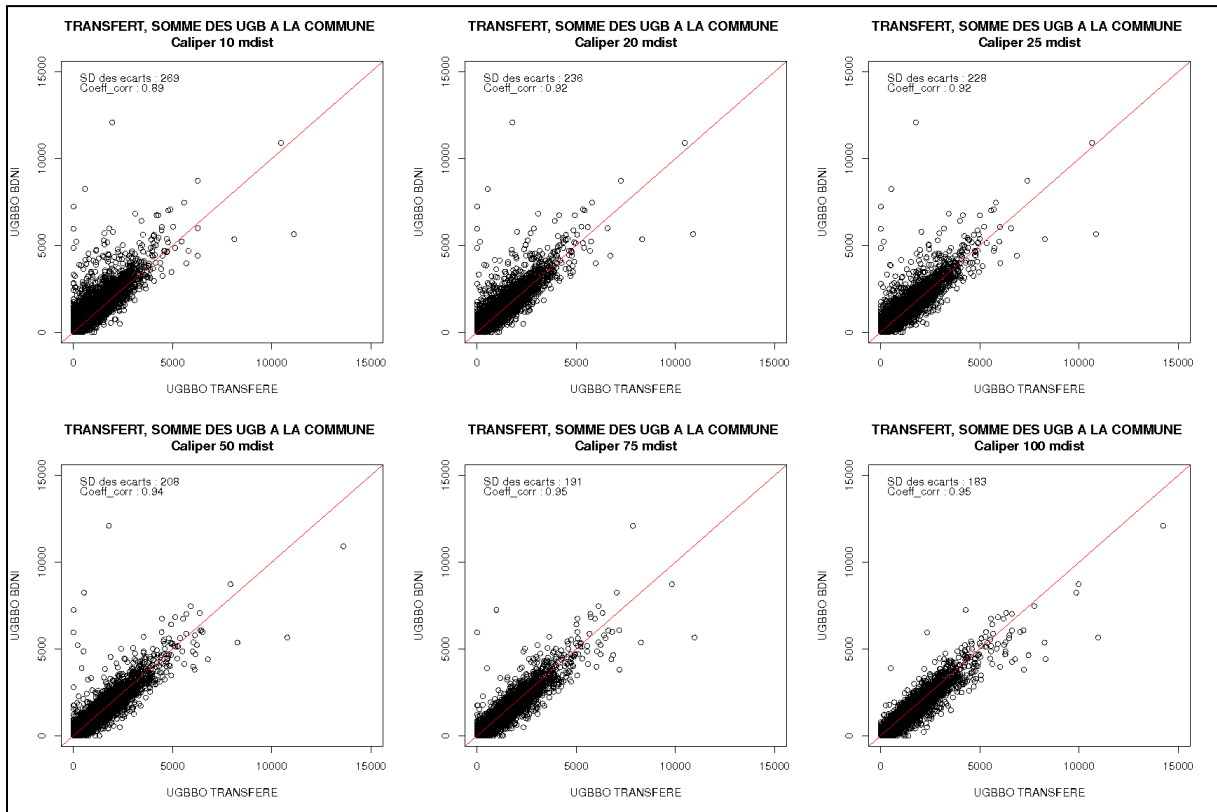 TRANSFERT, SOMME DES UGB A LA COMMUNE
Caliper 10 mdist
SD des ecarts : 269
Coeff_corr : 0.89
UGBBO BDNI
15000
10000
5000
0
0 5000 10000 15000
UGBBO TRANSFERE
TRANSFERT, SOMME DES UGB A LA COMMUNE
Caliper 20 mdist
SD des ecarts : 236
Coeff_corr : 0.92
UGBBO BDNI
15000
10000
5000
0
0 5000 10000 15000
UGBBO TRANSFERE
TRANSFERT, SOMME DES UGB A LA COMMUNE
Caliper 25 mdist
SD des ecarts : 228
Coeff_corr : 0.92
UGBBO BDNI
15000
10000
5000
0
0 5000 10000 15000
UGBBO TRANSFERE
TRANSFERT, SOMME DES UGB A LA COMMUNE
Caliper 50 mdist
SD des ecarts : 208
Coeff_corr : 0.94
UGBBO BDNI
15000
10000
5000
0
0 5000 10000 15000
UGBBO TRANSFERE
TRANSFERT, SOMME DES UGB A LA COMMUNE
Caliper 75 mdist
SD des ecarts : 191
Coeff_corr : 0.95
UGBBO BDNI
15000
10000
5000
0
0 5000 10000 15000
UGBBO TRANSFERE
TRANSFERT, SOMME DES UGB A LA COMMUNE
Caliper 100 mdist
SD des ecarts : 183
Coeff_corr : 0.95
UGBBO BDNI
15000
10000
5000
0
0 5000 10000 15000
UGBBO TRANSFERE